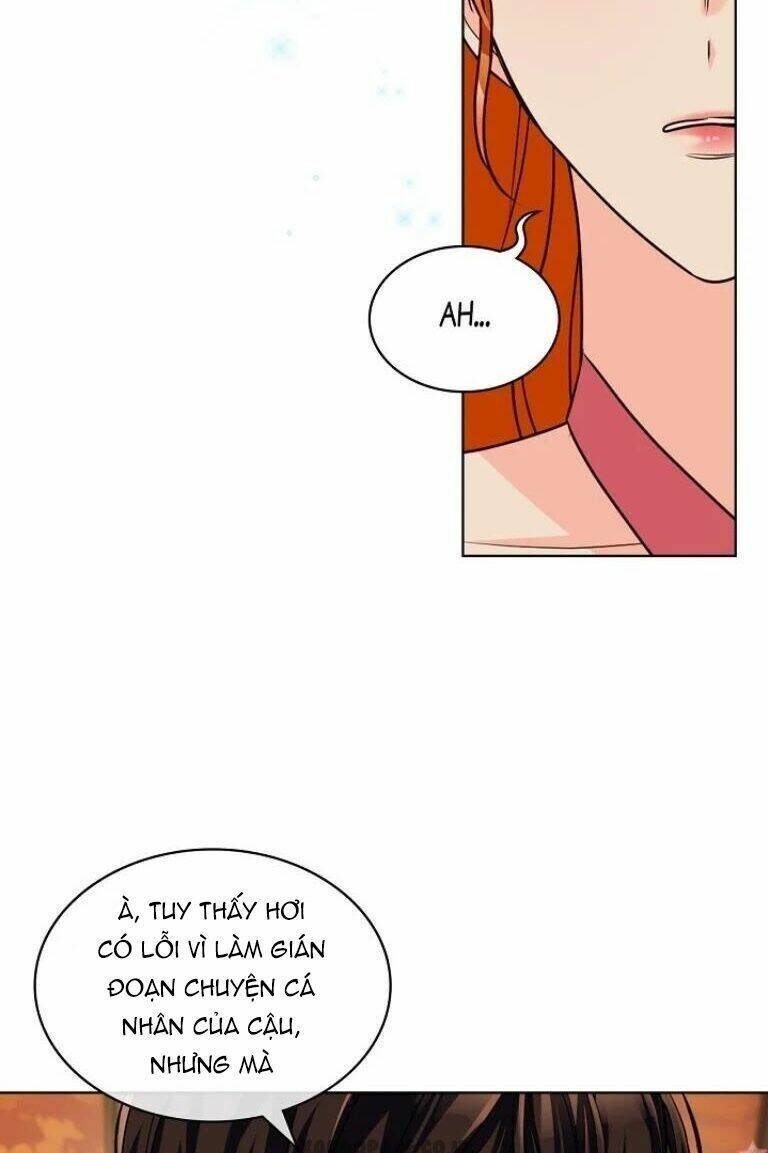 AH...
À, TUY THẤY HƠI
CÓ LỖI VÌ LÀM GIÁN
ĐOẠN CHUYỆN CÁ
NHÂN CỦA CẬU,
NHƯNG MÀ